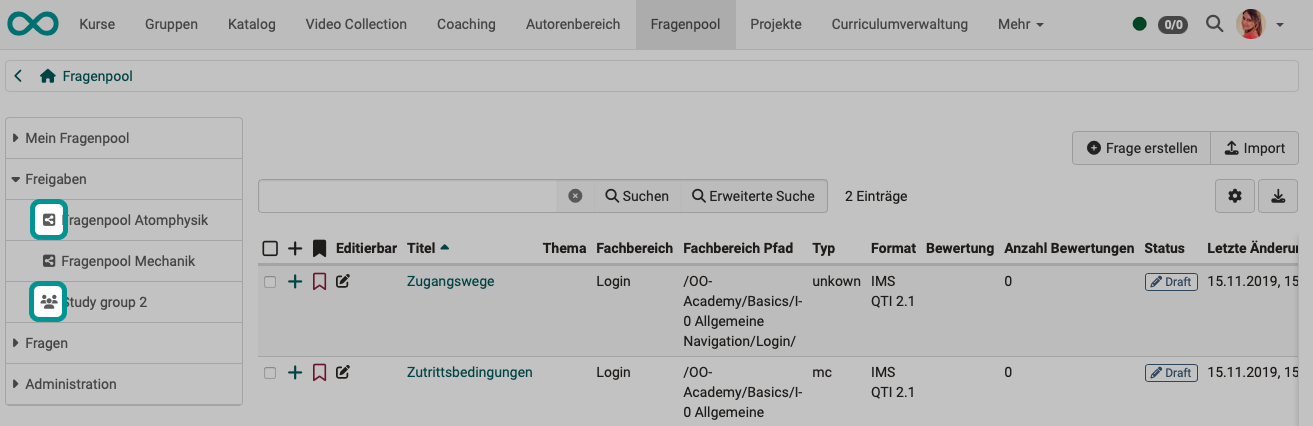 Kurse Gruppen Katalog Video Collection Coaching Autorenbereich Fragenpool Projekte Curriculumverwaltung Mehr 0/0
Fragenpool
Mein Fragenpool
Freigaben
Fragenpool Atomphysik
Fragenpool Mechanik
Study group 2
Fragen
Administration
Frage erstellen Import
Suchen Erweiterte Suche 2 Einträge
Editierbar Titel Thema Fachbereich Fachbereich Pfad Typ Format Bewertung Anzahl Bewertungen Status Letzte Änderun
Zugangswege Login /OO- unkown IMS 0 Draft 15.11.2019, 15
Academy/Basics/I- QTI 2.1
0 Allgemeine
Navigation/Login/
Zutrittsbedingungen Login /OO- mc IMS 0 Draft 15.11.2019, 15
Academy/Basics/I- QTI 2.1
0 Allgemeine